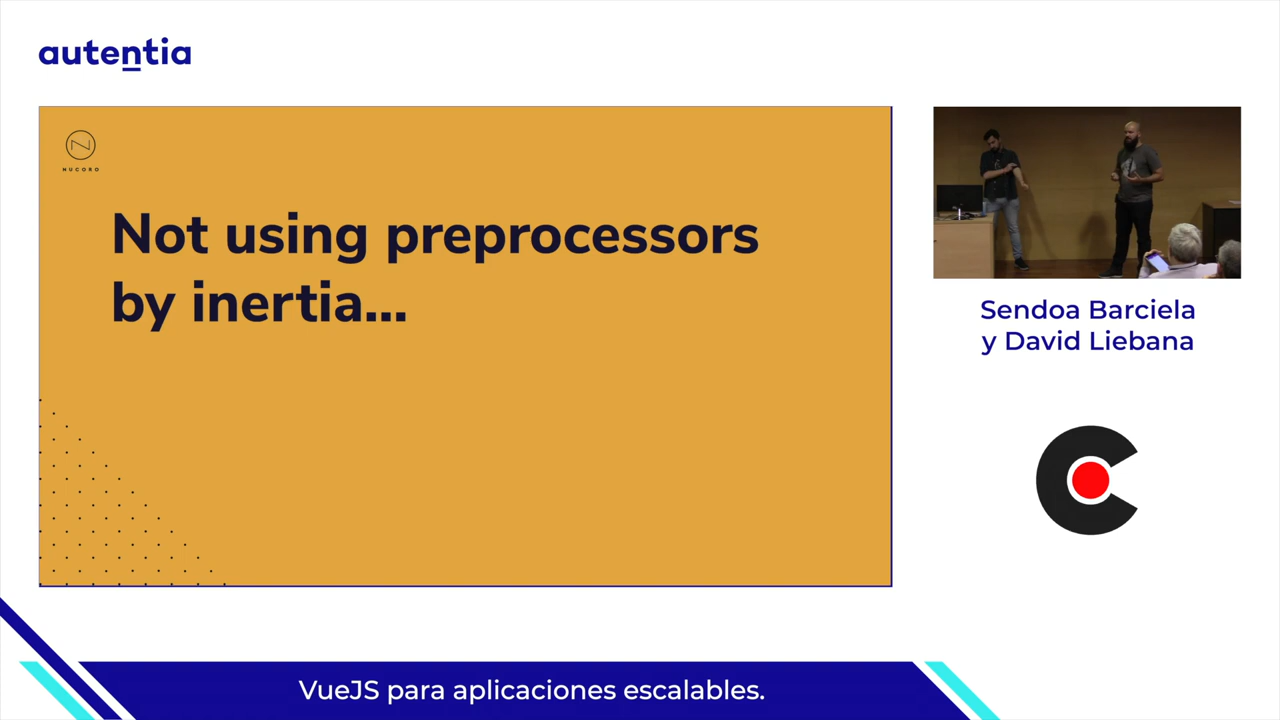 autentia
NUCORO
Not using preprocessors
by inertia...
Sendoa Barciela
y David Liebana
VueJS para aplicaciones escalables.